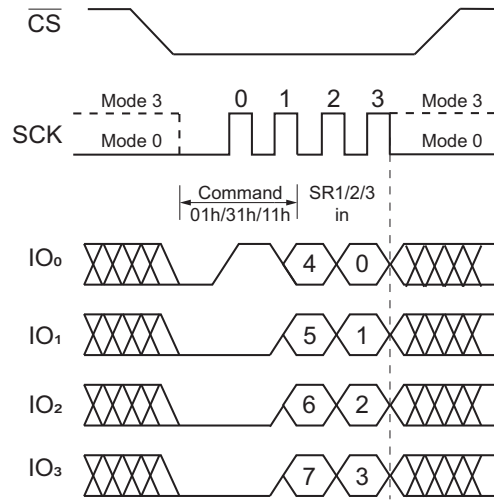 CS
Mode 3 0 1 2 3 Mode 3
SCK
Mode 0 Mode 0
Command SR1/2/3
01h/31h/11h in
IO₀ 4 0
IO₁ 5 1
IO₂ 6 2
IO₃ 7 3